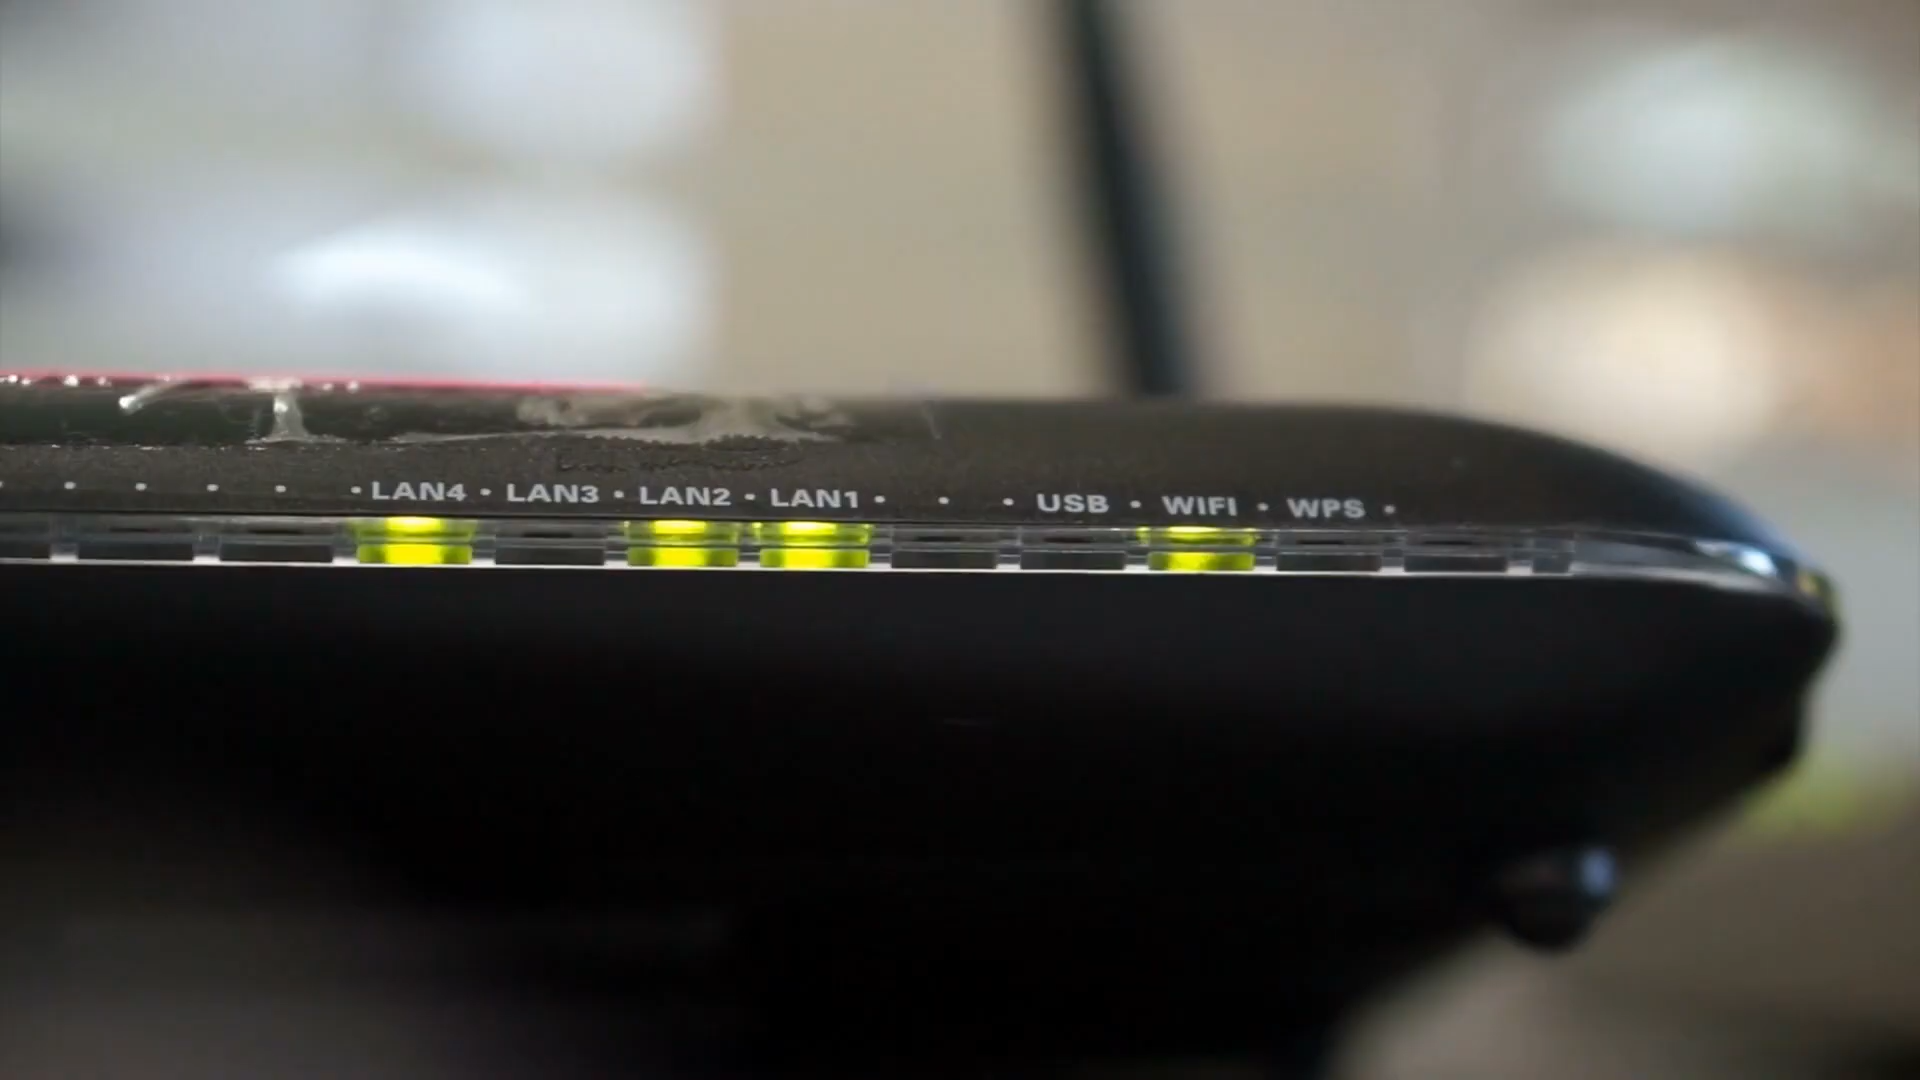 • • • • • LAN4 • LAN3 • LAN2 • LAN1 • • • USB • WIFI • WPS •